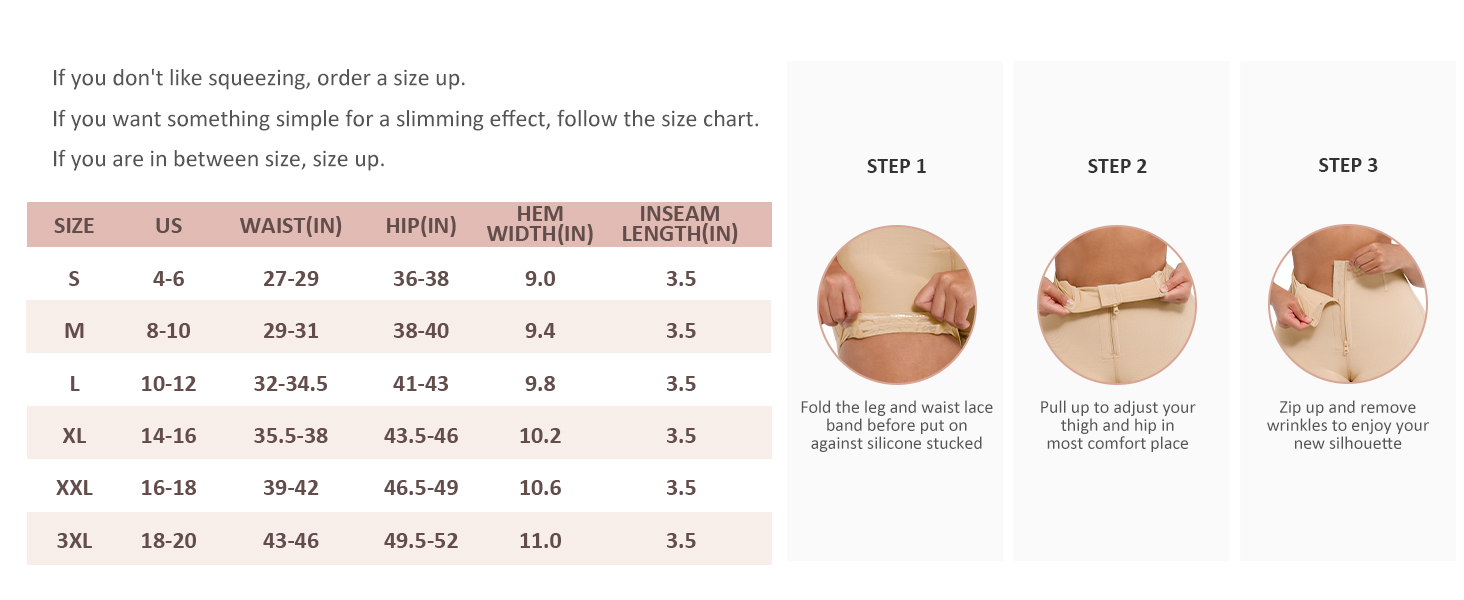 If you don't like squeezing, order a size up.
If you want something simple for a slimming effect, follow the size chart.
If you are in between size, size up.
SIZE US WAIST(IN) HIP(IN) HEM WIDTH(IN) INSEAM LENGTH(IN)
S 4-6 27-29 36-38 9.0 3.5
M 8-10 29-31 38-40 9.4 3.5
L 10-12 32-34.5 41-43 9.8 3.5
XL 14-16 35.5-38 43.5-46 10.2 3.5
XXL 16-18 39-42 46.5-49 10.6 3.5
3XL 18-20 43-46 49.5-52 11.0 3.5
STEP 1
Fold the leg and waist lace
band before put on
against silicone stucked
STEP 2
Pull up to adjust your
thigh and hip in
most comfort place
STEP 3
Zip up and remove
wrinkles to enjoy your
new silhouette